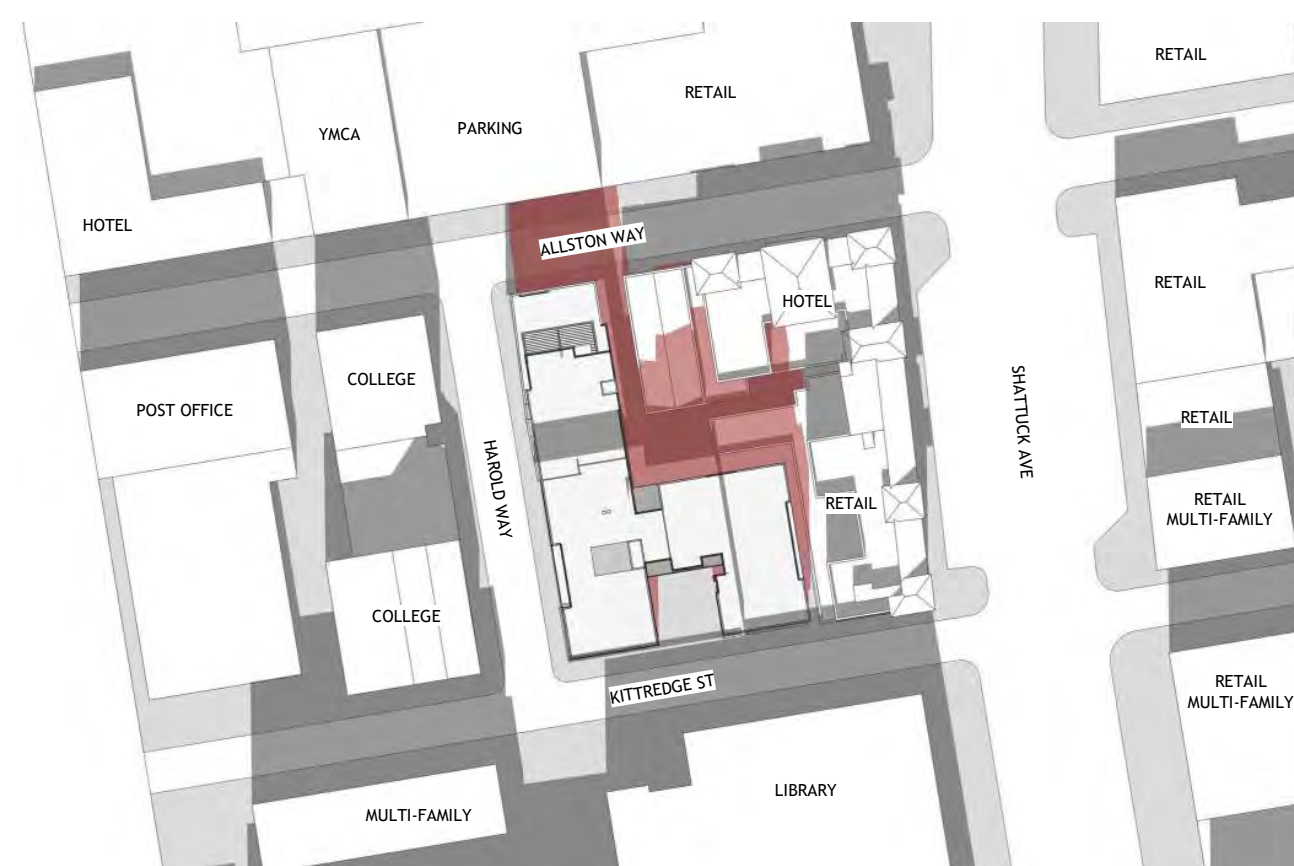 RETAIL
RETAIL
PARKING
YMCA
HOTEL
ALLSTON WAY
RETAIL
HOTEL
COLLEGE
POST OFFICE
SHATTUCK AVE
RETAIL
HAROLD WAY
RETAIL
RETAIL
MULTI-FAMILY
COLLEGE
KITTREDGE ST
RETAIL
MULTI-FAMILY
LIBRARY
MULTI-FAMILY